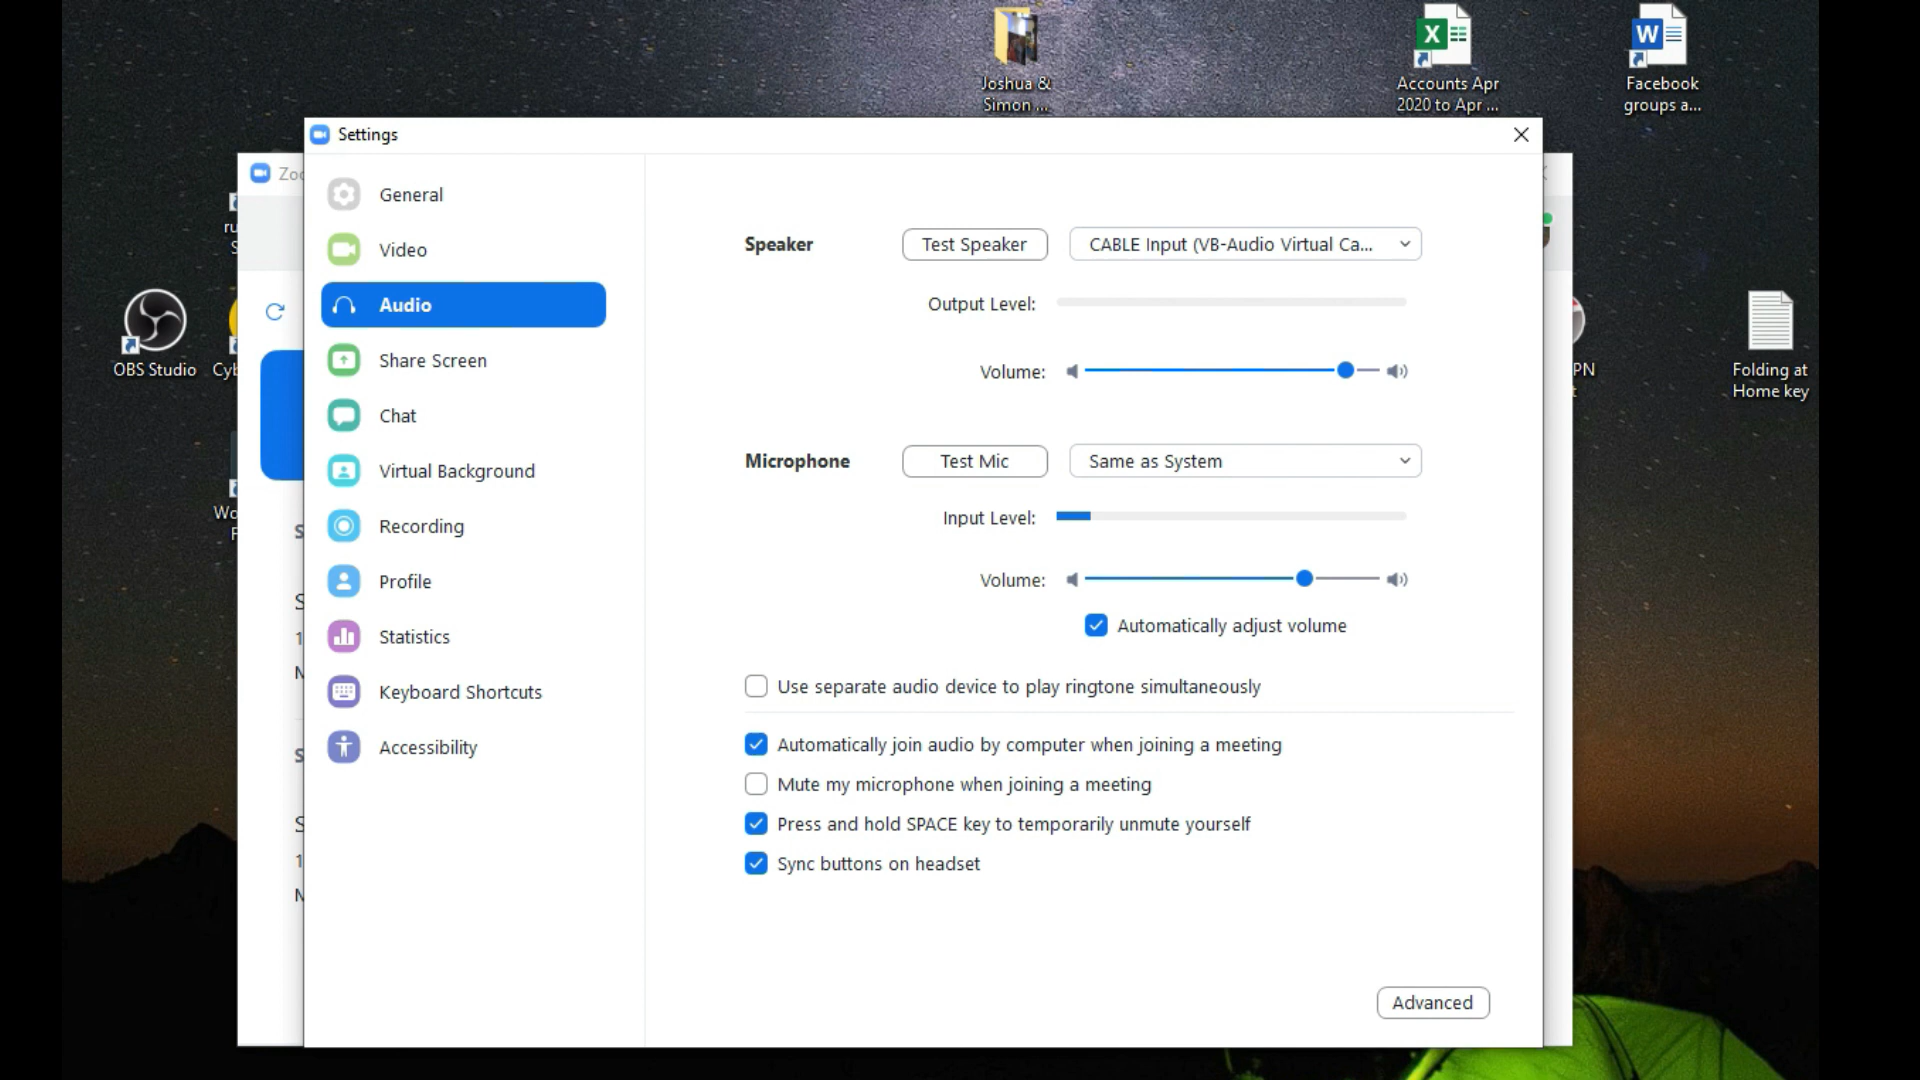 Joshua &
Simon ...
Accounts Apr
2020 to Apr ...
Facebook
groups a...
Settings
General
Video
Audio
Share Screen
Chat
Virtual Background
Recording
Profile
Statistics
Keyboard Shortcuts
Accessibility
Speaker
Test Speaker
CABLE Input (VB-Audio Virtual Ca...
Output Level:
Volume:
Microphone
Test Mic
Same as System
Input Level:
Volume:
Automatically adjust volume
Use separate audio device to play ringtone simultaneously
Automatically join audio by computer when joining a meeting
Mute my microphone when joining a meeting
Press and hold SPACE key to temporarily unmute yourself
Sync buttons on headset
Advanced
OBS Studio
Folding at
Home key